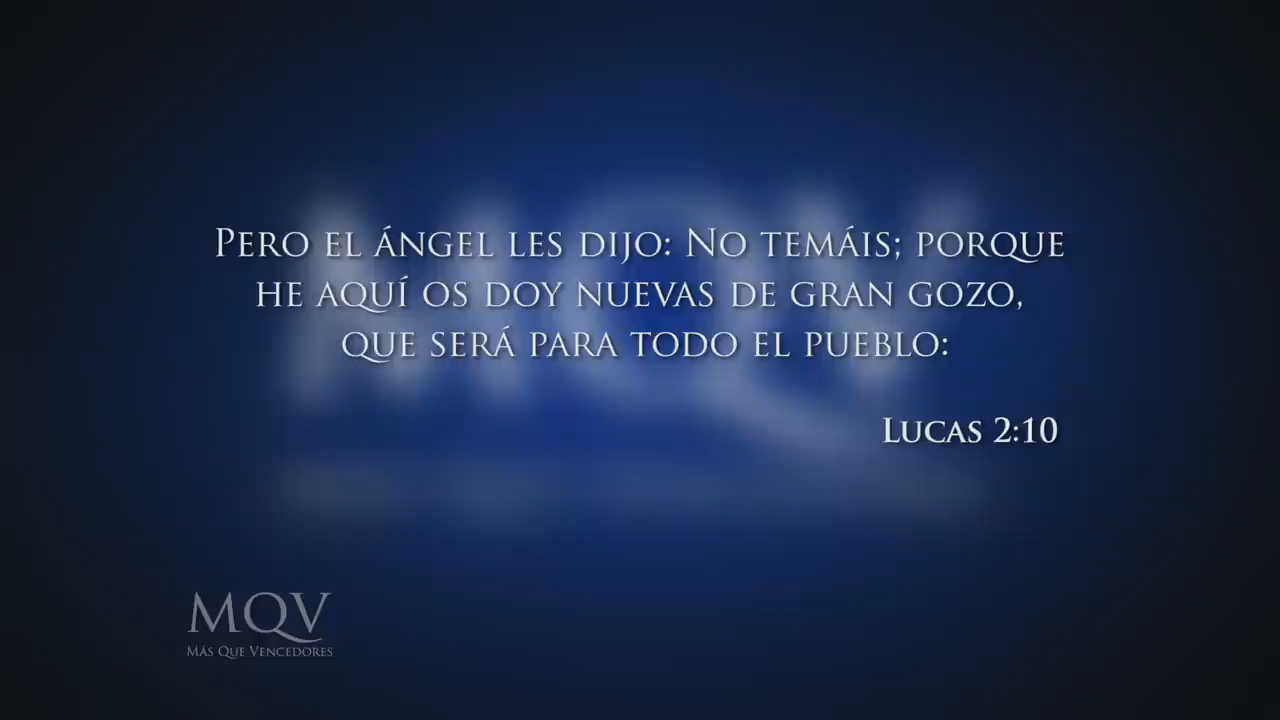 Pero el ángel les dijo: No temáis; porque
he aquí os doy nuevas de gran gozo,
que será para todo el pueblo:
Lucas 2:10
MQV
Más Que Vencedores